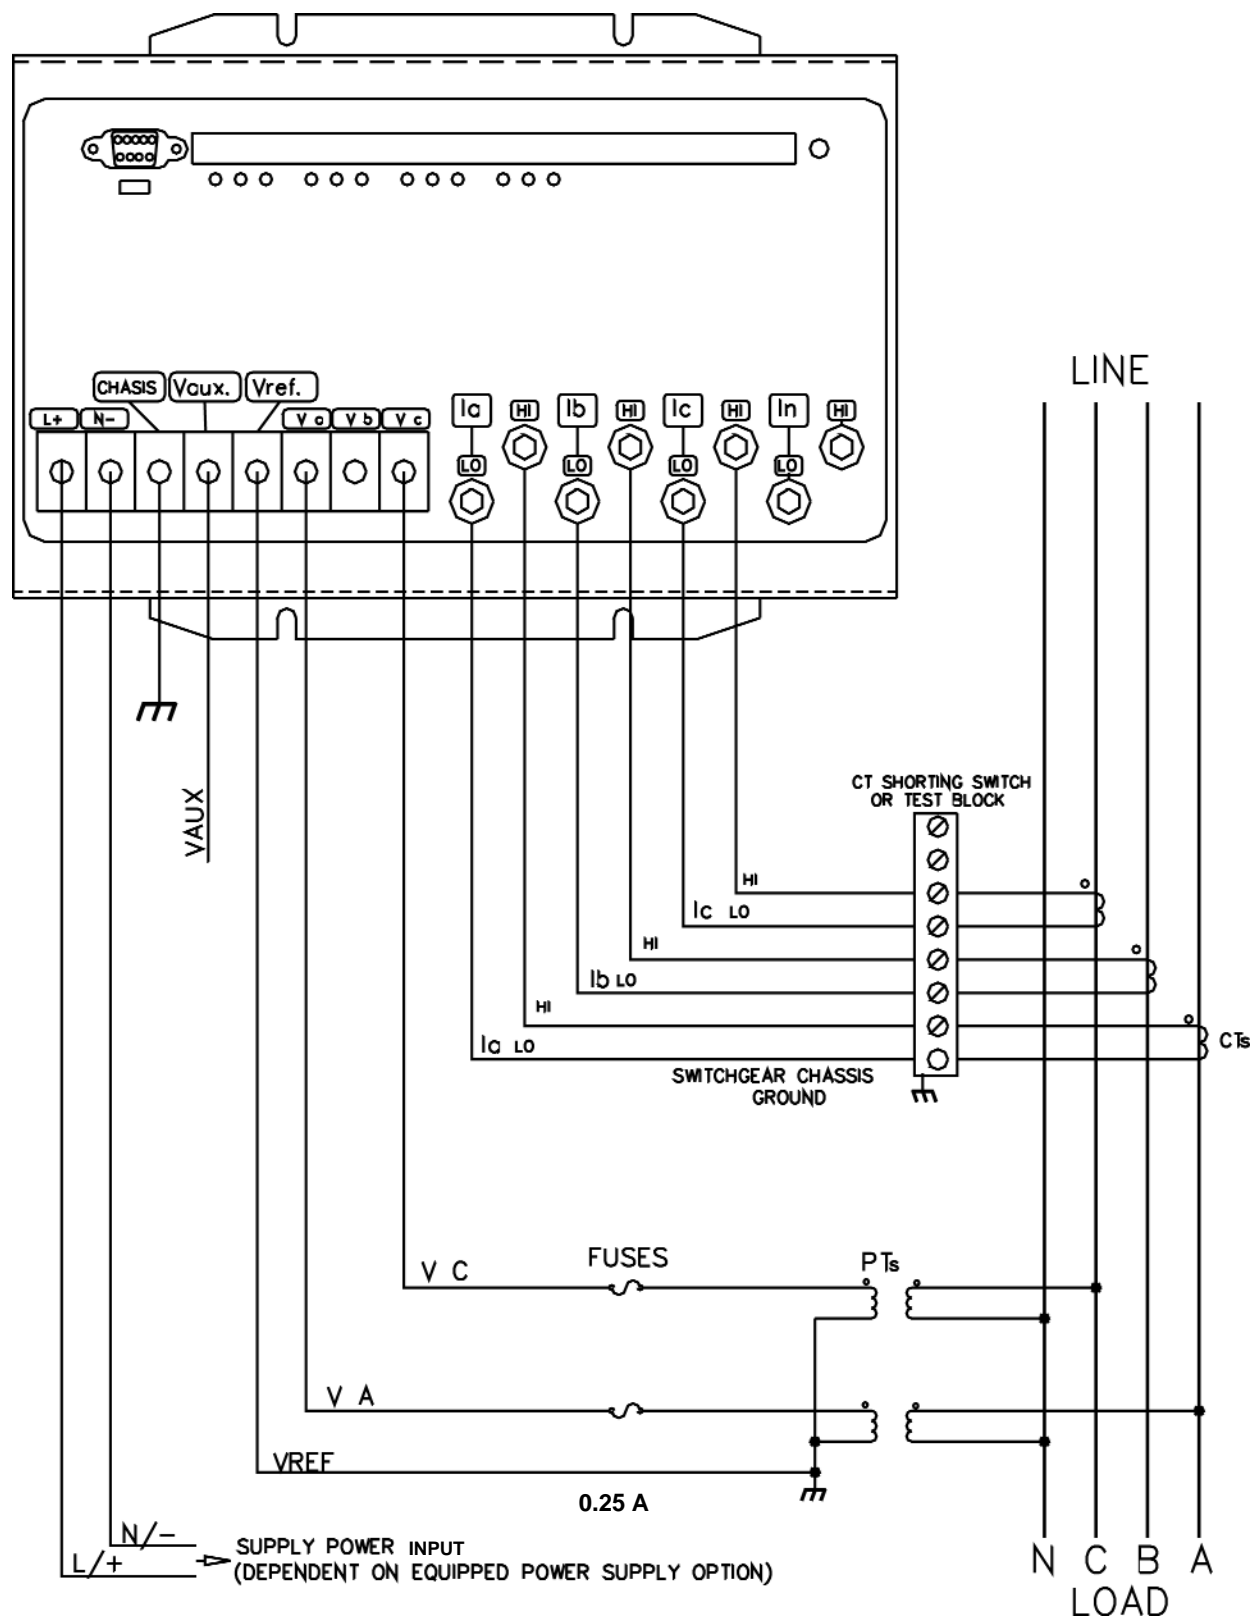 CHASIS Vaux. Vref.
L+ N- V a V b V c
Ia HI Ib HI Ic HI In HI
LO LO LO LO
LINE
VAUX
CT SHORTING SWITCH
OR TEST BLOCK
HI
Ic LO
HI
Ib LO
HI
Ia LO
CTs
SWITCHGEAR CHASSIS
GROUND
V C
FUSES
PTs
V A
VREF
0.25 A
N/-
L/+
SUPPLY POWER INPUT
(DEPENDENT ON EQUIPPED POWER SUPPLY OPTION)
N C B A
LOAD